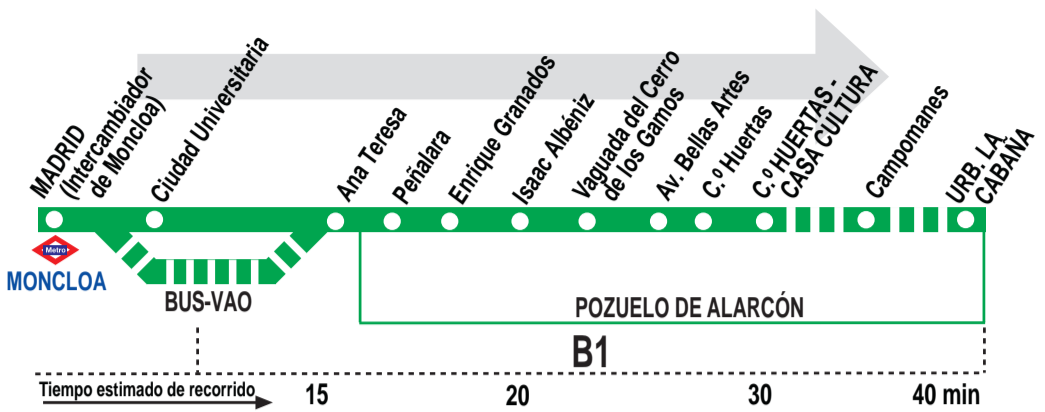 MADRID
(Intercambiador
de Moncloa)
Ciudad Universitaria
Ana Teresa
Peñalara
Enrique Granados
Isaac Albéniz
Vaguada del Cerro
de los Gamos
Av. Bellas Artes
C.º Huertas
C.º HUERTAS -
CASA CULTURA
Campomanes
URB. LA
CABAÑA
Metro
MONCLOA
BUS-VAO
POZUELO DE ALARCÓN
B1
Tiempo estimado de recorrido
15
20
30
40 min